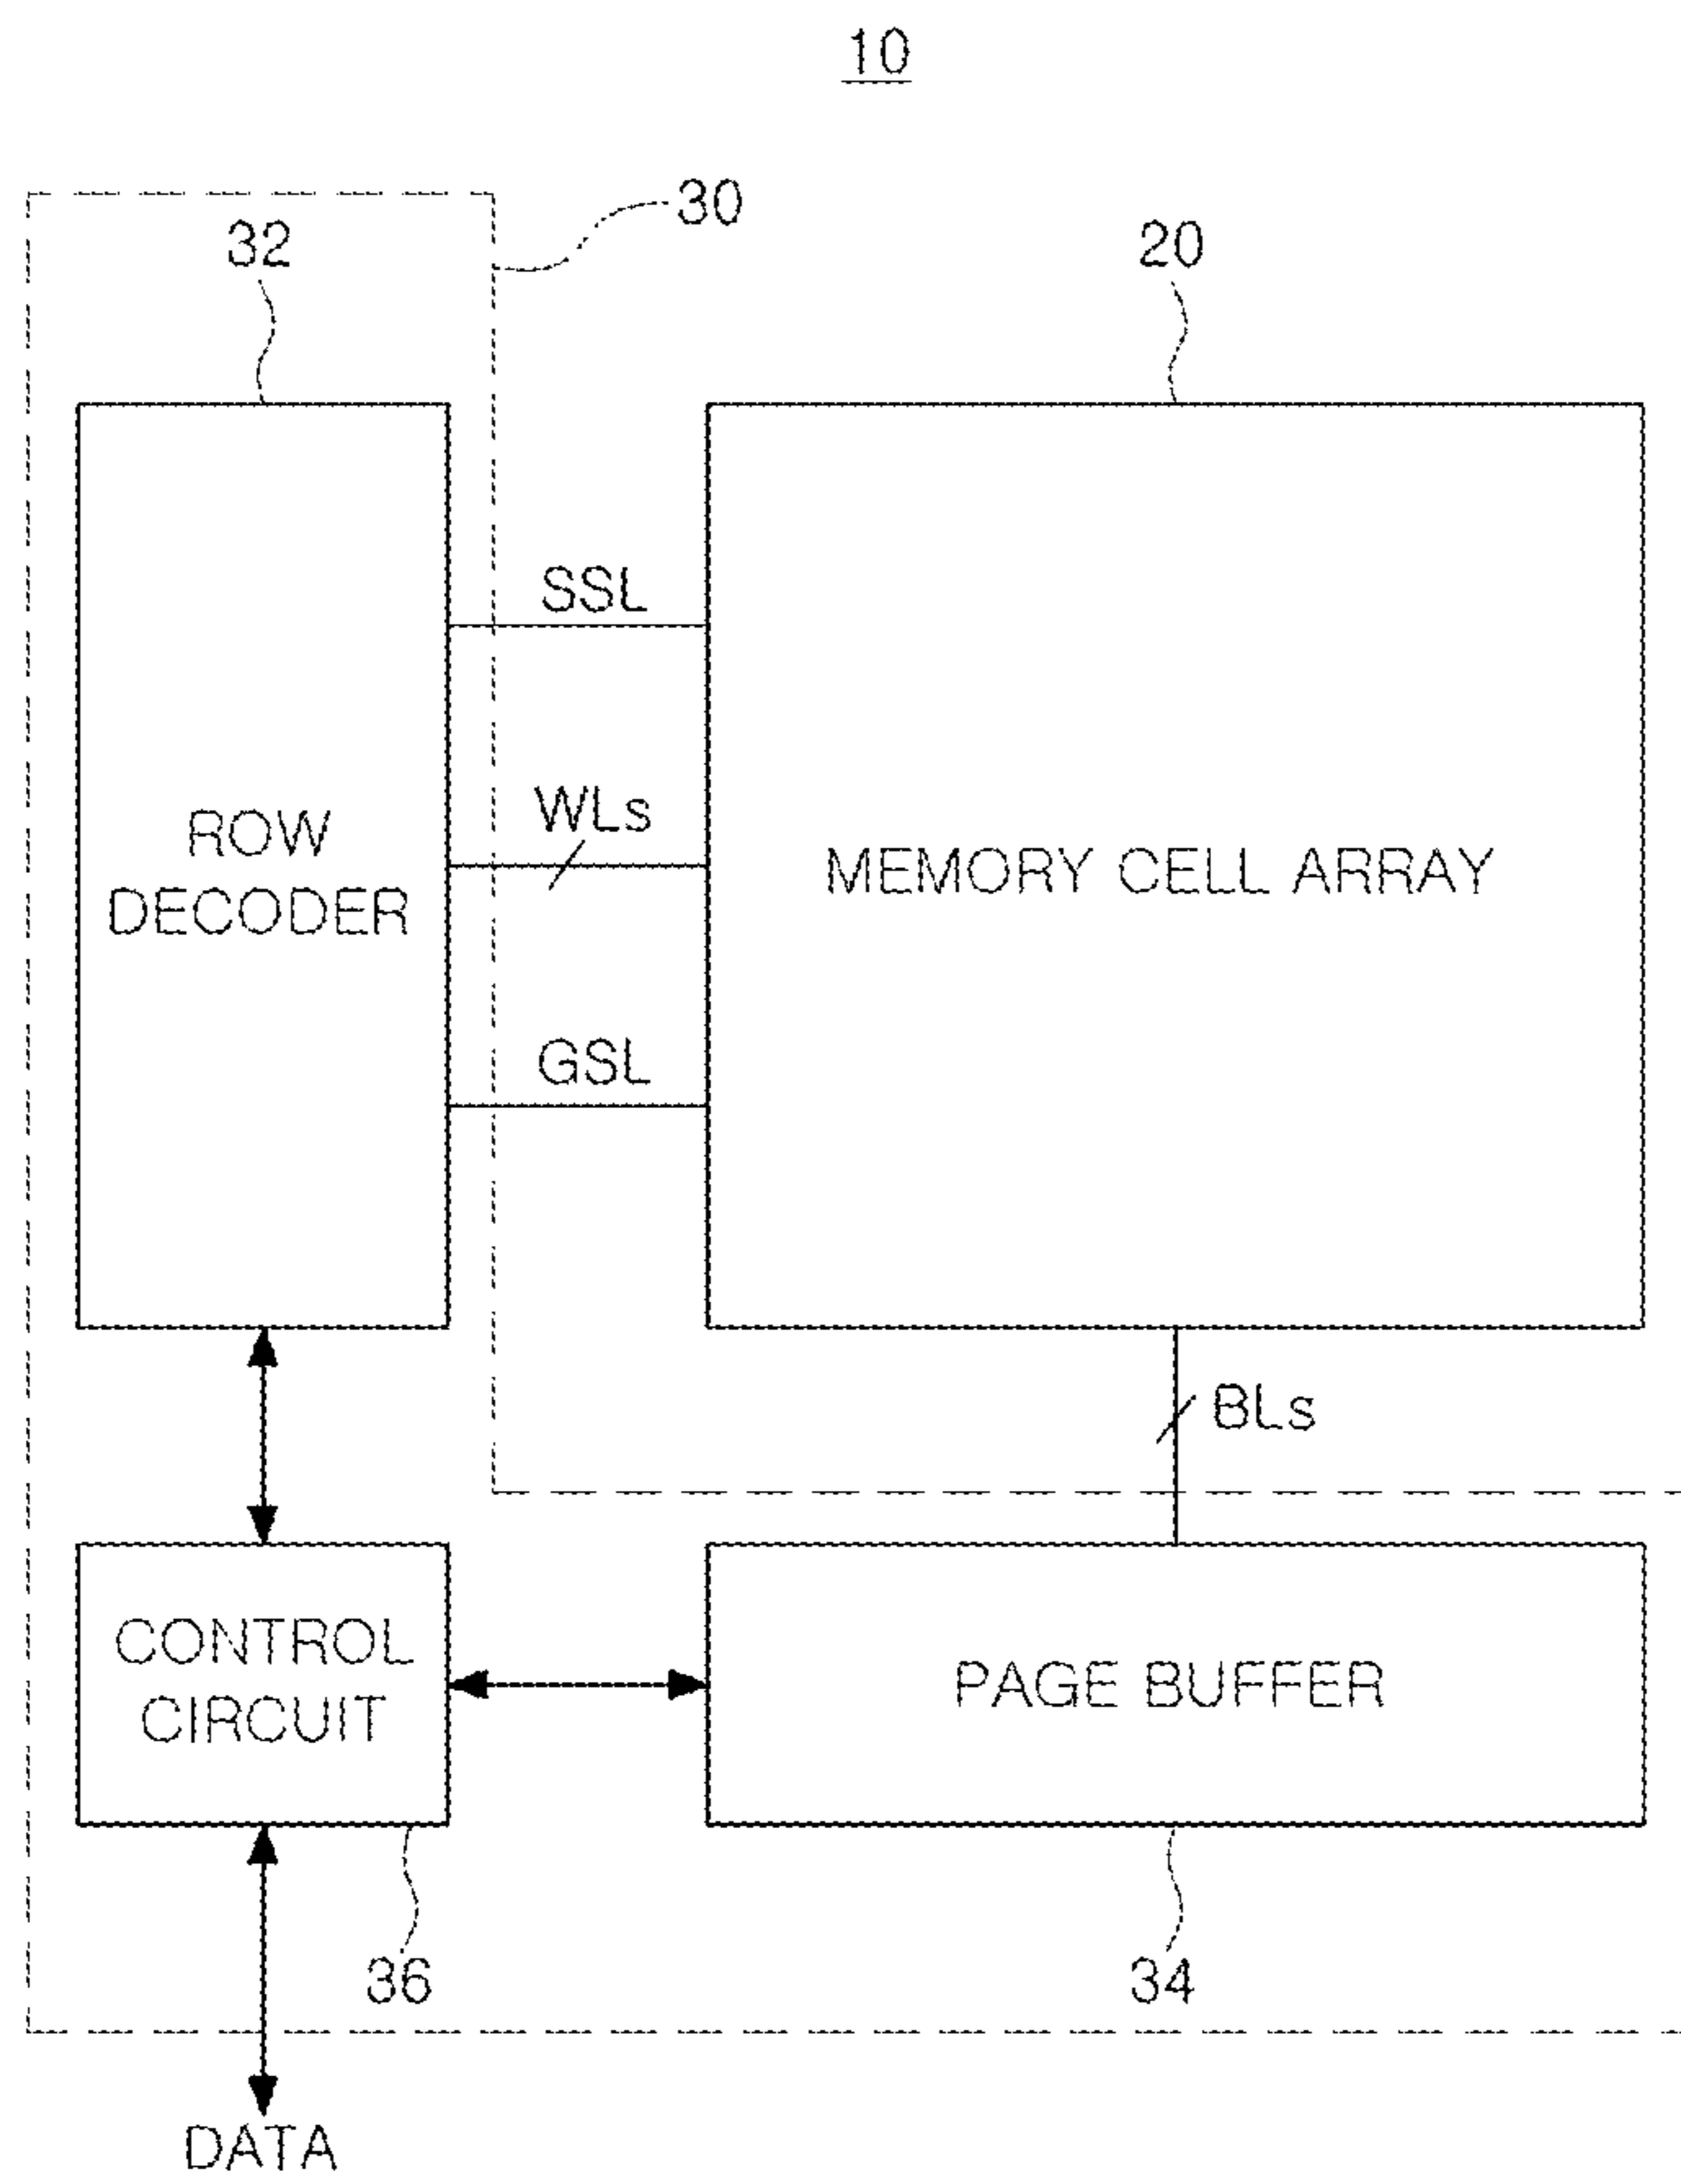 10
30
32
20
SSL
WLs
ROW
DECODER
MEMORY CELL ARRAY
GSL
BLs
CONTROL
CIRCUIT
PAGE BUFFER
36
34
DATA